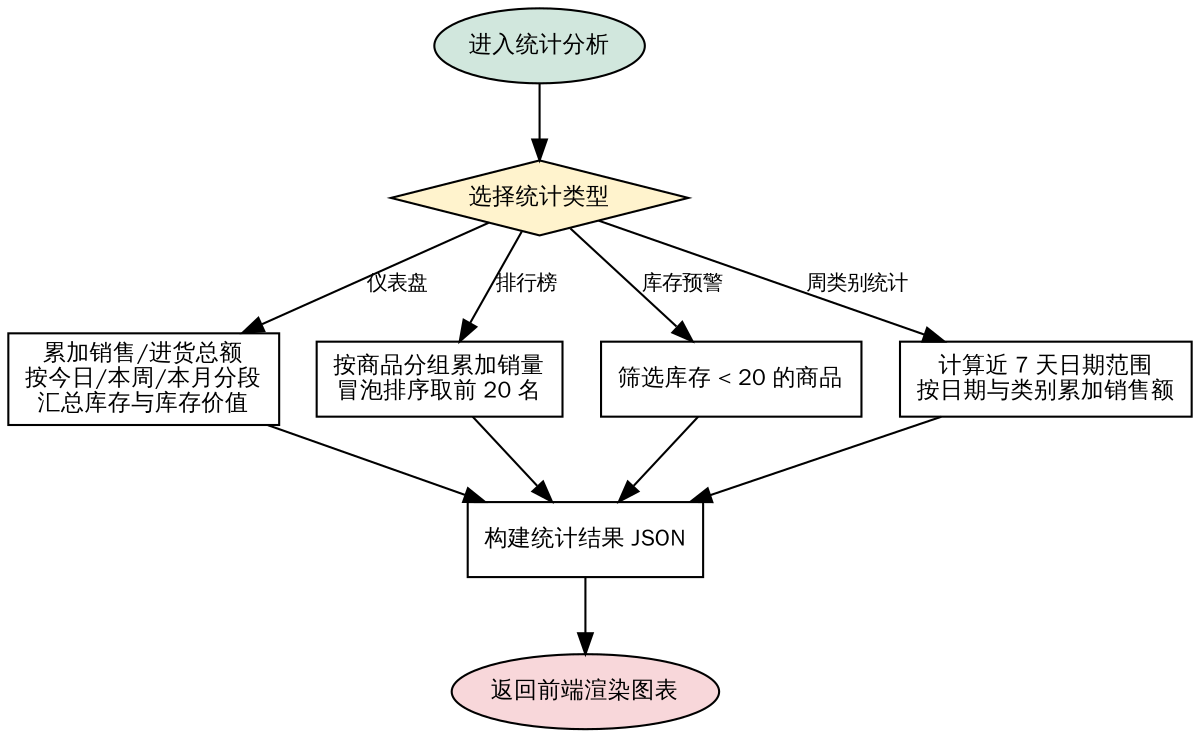 进入统计分析
选择统计类型
仪表盘
排行榜
库存预警
周类别统计
累加销售/进货总额
按今日/本周/本月分段
汇总库存与库存价值
按商品分组累加销量
冒泡排序取前 20 名
筛选库存 < 20 的商品
计算近 7 天日期范围
按日期与类别累加销售额
构建统计结果 JSON
返回前端渲染图表